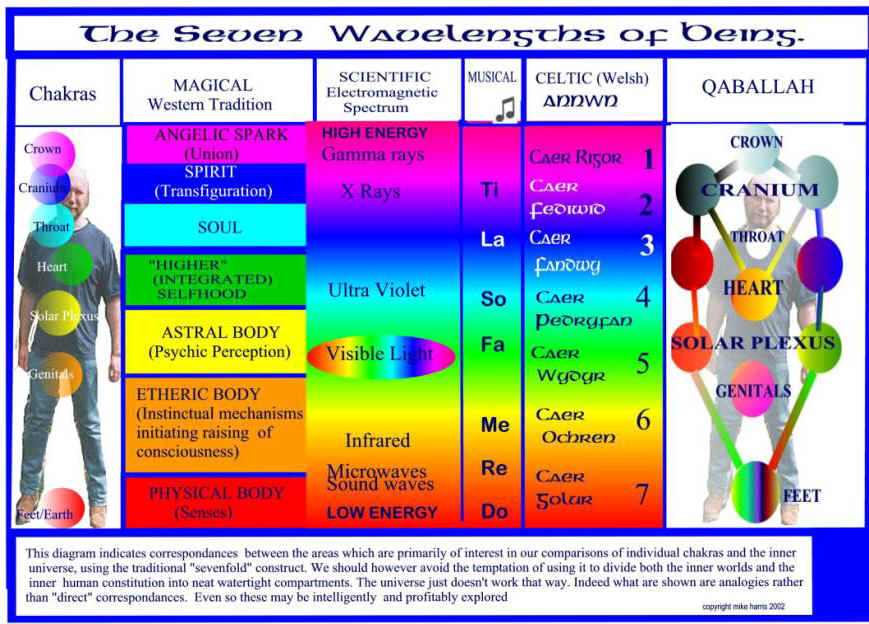 The Seven Wavelengths of Being.
Chakras
MAGICAL
Western Tradition
SCIENTIFIC
Electromagnetic
Spectrum
MUSICAL
CELTIC (Welsh)
ANNWN
QABALLAH
Crown
Cranium
Throat
Heart
Solar Plexus
Genitals
Feet/Earth
ANGELIC SPARK
(Union)
SPIRIT
(Transfiguration)
SOUL
"HIGHER"
(INTEGRATED)
SELFHOOD
ASTRAL BODY
(Psychic Perception)
ETHERIC BODY
(Instinctual mechanisms
initiating raising of
consciousness)
PHYSICAL BODY
(Senses)
HIGH ENERGY
Gamma rays
X Rays
Ultra Violet
Visible Light
Infrared
Microwaves
Sound waves
LOW ENERGY
Ti
La
So
Fa
Me
Re
Do
Caer Rigor 1
Caer
Fediwid 2
Caer 3
Fandwy
Caer 4
Pedryfan
Caer 5
Wydyr
Caer 6
Ochren
Caer 7
Golur
CROWN
CRANIUM
THROAT
HEART
SOLAR PLEXUS
GENITALS
FEET
This diagram indicates correspondances between the areas which are primarily of interest in our comparisons of individual chakras and the inner
universe, using the traditional "sevenfold" construct. We should however avoid the temptation of using it to divide both the inner worlds and the
inner human constitution into neat watertight compartments. The universe just doesn't work that way. Indeed what are shown are analogies rather
than "direct" correspondances. Even so these may be intelligently and profitably explored
copyright mike harris 2002